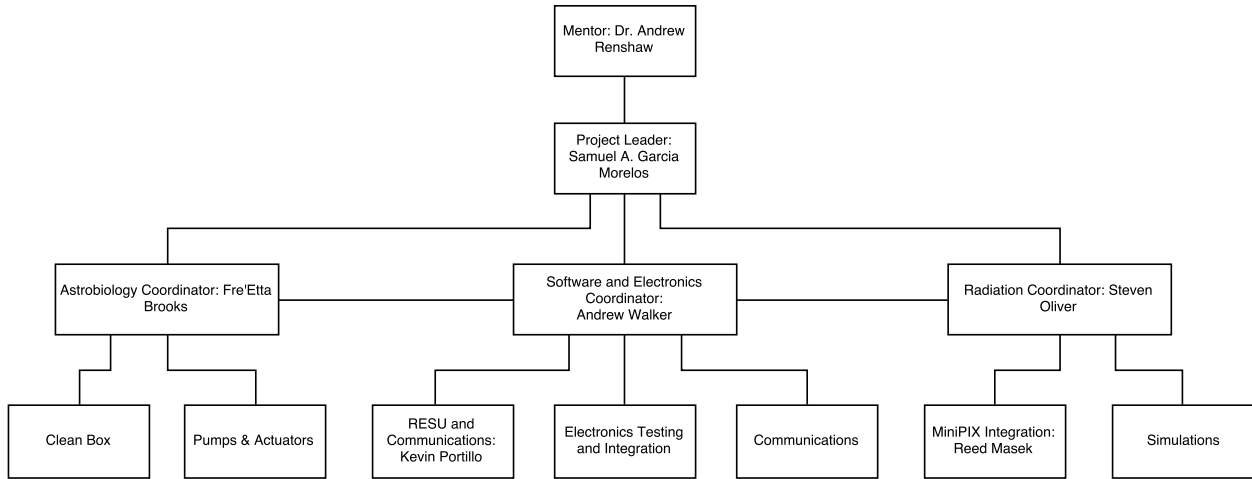 Mentor: Dr. Andrew
Renshaw
Project Leader:
Samuel A. Garcia
Morelos
Astrobiology Coordinator: Fre'Etta
Brooks
Software and Electronics
Coordinator:
Andrew Walker
Radiation Coordinator: Steven
Oliver
Clean Box
Pumps & Actuators
RESU and
Communications:
Kevin Portillo
Electronics Testing
and Integration
Communications
MiniPIX Integration:
Reed Masek
Simulations